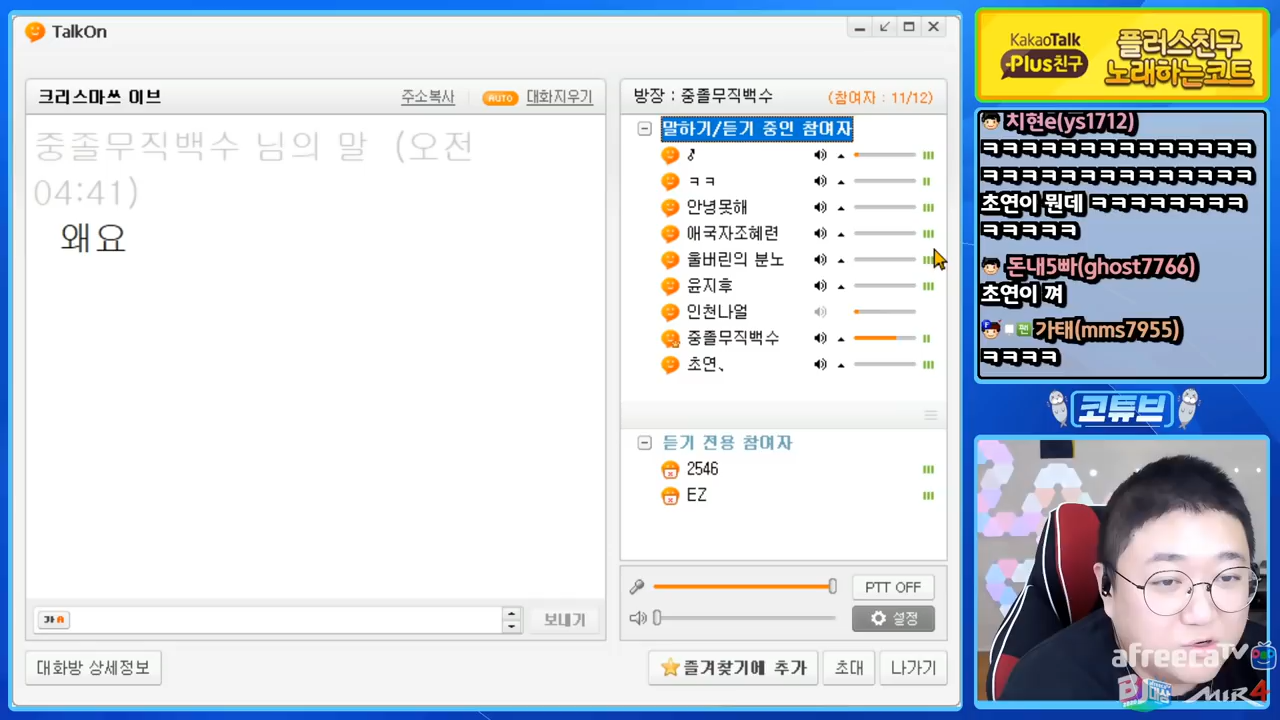 TalkOn
크리스마쓰 이브
주소복사
AUTO
대화지우기
중졸무직백수 님의 말 (오전
04:41)
왜요
가A
보내기
대화방 상세정보
방장 : 중졸무직백수
(참여자 : 11/12)
말하기/듣기 중인 참여자
♪
ㅋㅋ
안녕못해
애국자조혜련
울버린의 분노
윤지후
인천나얼
중졸무직백수
초연、
듣기 전용 참여자
2546
EZ
PTT OFF
설정
즐겨찾기에 추가
초대
나가기
KakaoTalk
Plus친구
플러스친구
노래하는코트
치현e(ys1712)
ㅋㅋㅋㅋㅋㅋㅋㅋㅋㅋㅋㅋㅋㅋㅋ
ㅋㅋㅋㅋㅋㅋㅋㅋㅋㅋㅋㅋㅋㅋㅋ
초연이 뭔데 ㅋㅋㅋㅋㅋㅋㅋㅋ
ㅋㅋㅋㅋㅋ
돈내5빠(ghost7766)
초연이 껴
팬 가태(mms7955)
ㅋㅋㅋㅋ
코튜브
afreecaTV
BJ대상
MIR4